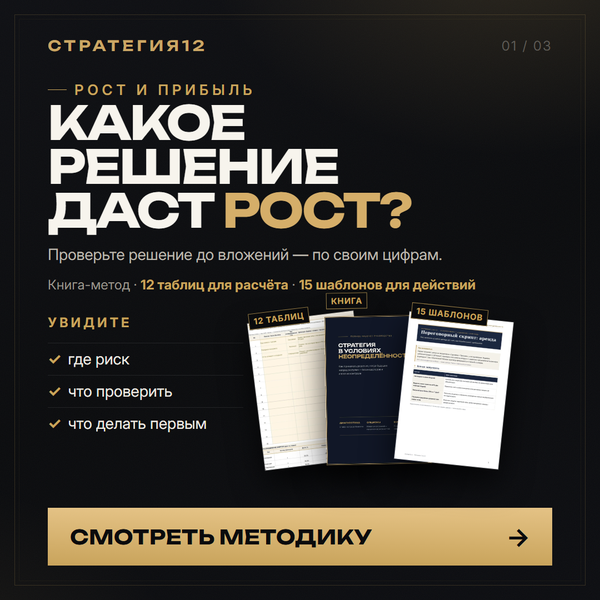 СТРАТЕГИЯ12
01 / 03
РОСТ И ПРИБЫЛЬ
КАКОЕ
РЕШЕНИЕ
ДАСТ РОСТ?
Проверьте решение до вложений — по своим цифрам.
Книга-метод · 12 таблиц для расчёта · 15 шаблонов для действий
УВИДИТЕ
✓ где риск
✓ что проверить
✓ что делать первым
12 ТАБЛИЦ
КНИГА
15 ШАБЛОНОВ
СТРАТЕГИЯ
В УСЛОВИЯХ
Переговорный скрипт: аренда
СМОТРЕТЬ МЕТОДИКУ →